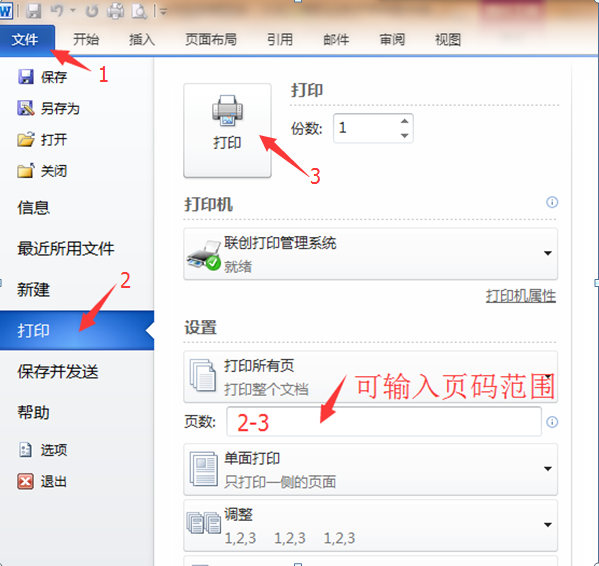 W
文件 开始 插入 页面布局 引用 邮件 审阅 视图
1
保存
另存为
打开
关闭
信息
最近所用文件
新建
2
打印
保存并发送
帮助
选项
退出
打印
打印
份数: 1
3
打印机
联创打印管理系统
就绪
打印机属性
设置
打印所有页
打印整个文档
可输入页码范围
页数: 2-3
单面打印
只打印一侧的页面
调整
1,2,3 1,2,3 1,2,3